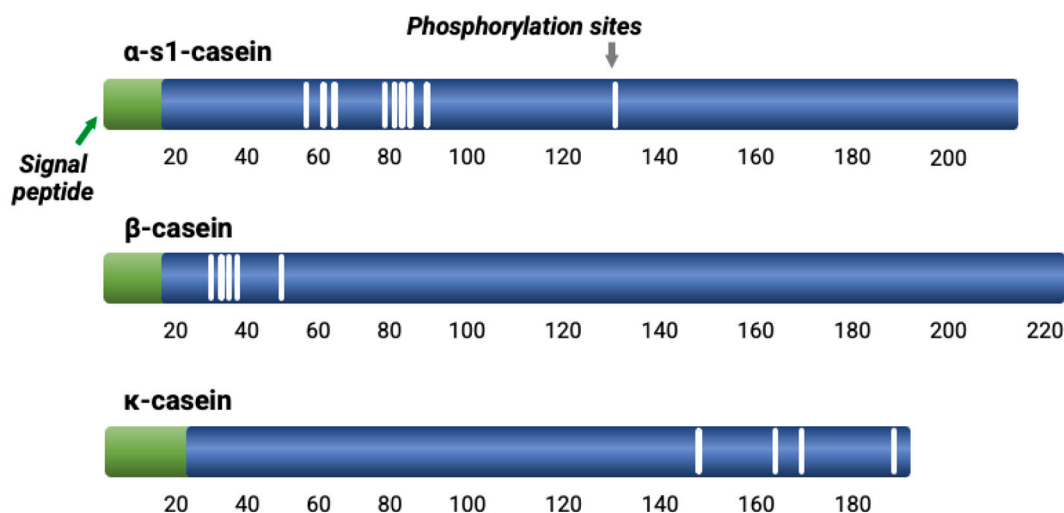 Phosphorylation sites
α-s1-casein
Signal
peptide
20 40 60 80 100 120 140 160 180 200
β-casein
20 40 60 80 100 120 140 160 180 200 220
κ-casein
20 40 60 80 100 120 140 160 180